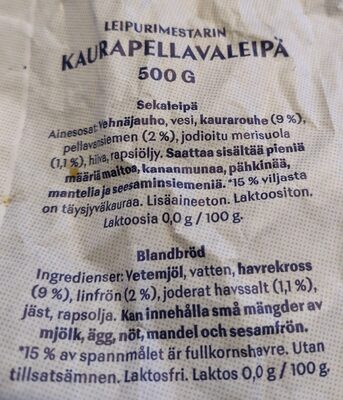 LEIPURIMESTARIN
KAURAPELLAVALEIPÄ
500 G
Sekaleipä
Ainesosat: Vehnäjauho, vesi, kaurarouhe (9 %),
pellavansiemen (2 %), jodioitu merisuola
(1,1 %), hiiva, rapsiöljy. Saattaa sisältää pieniä
määriä maitoa, kananmunaa, pähkinää,
mantelia ja seesaminsiemeniä. *15 % viljasta
on täysjyväkauraa. Lisäaineeton. Laktoositon.
Laktoosia 0,0 g / 100 g.
Blandbröd
Ingredienser: Vetemjöl, vatten, havrekross
(9 %), linfrön (2 %), joderat havssalt (1,1 %),
jäst, rapsolja. Kan innehålla små mängder av
mjölk, ägg, nöt, mandel och sesamfrön.
*15 % av spannmålet är fullkornshavre. Utan
tillsatsämnen. Laktosfri. Laktos 0,0 g / 100 g.